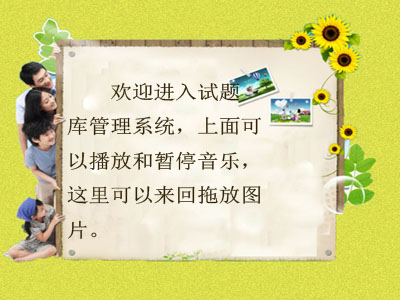 欢迎进入试题
库管理系统，上面可
以播放和暂停音乐，
这里可以来回拖放图
片。